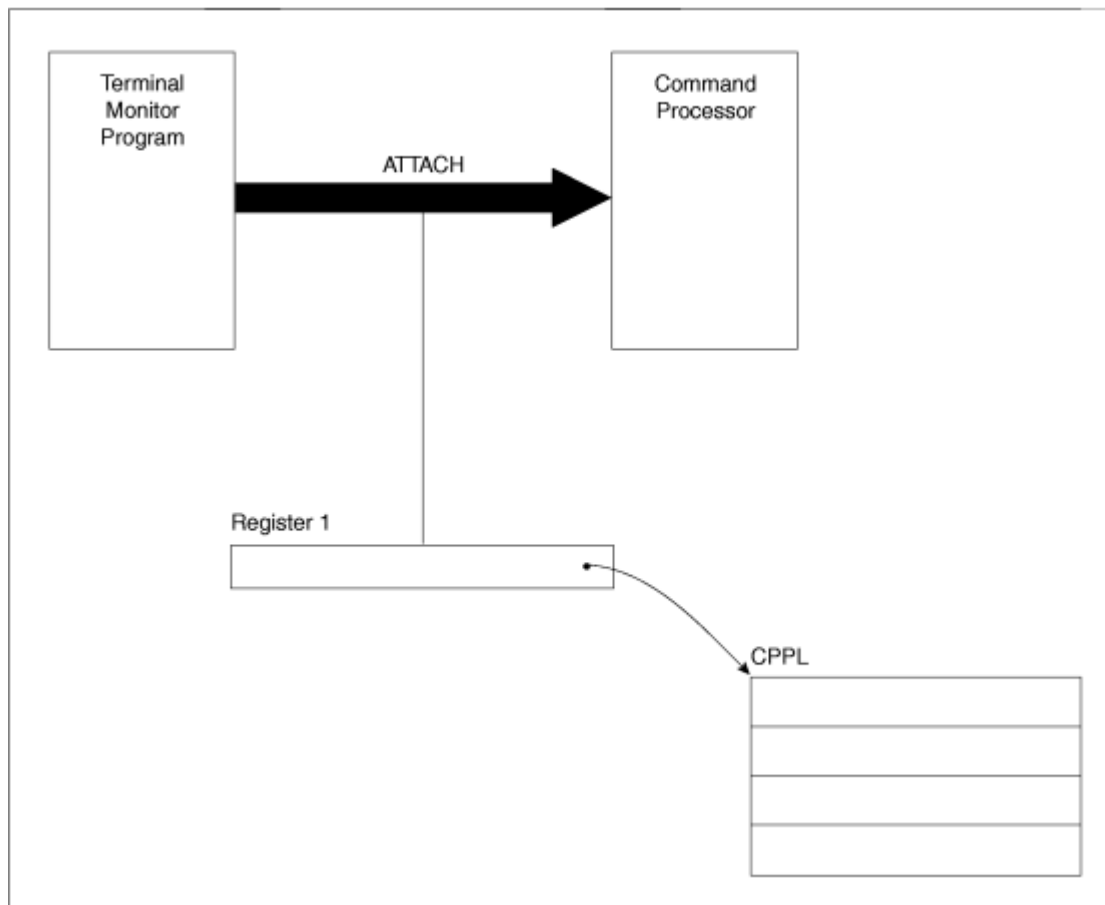 Terminal
Monitor
Program
Command
Processor
ATTACH
Register 1
CPPL